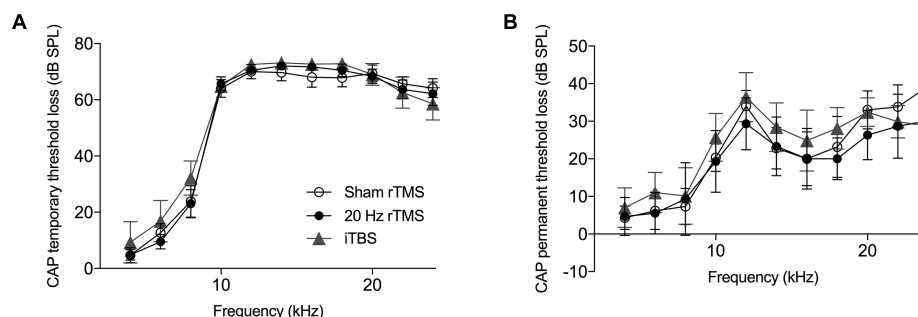 A
CAP temporary threshold loss (dB SPL)
80
60
40
20
0
10
20
Frequency (kHz)
Sham rTMS
20 Hz rTMS
iTBS
B
CAP permanent threshold loss (dB SPL)
50
40
30
20
10
0
-10
10
20
Frequency (kHz)